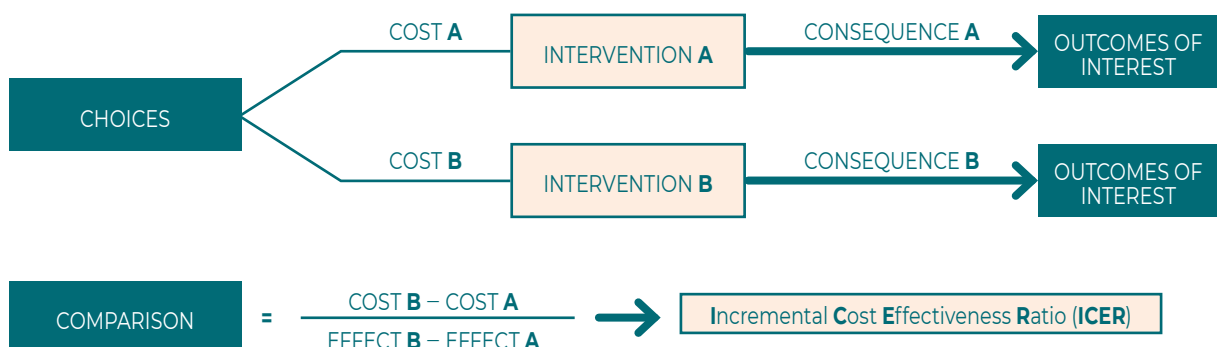 COST A
CONSEQUENCE A
INTERVENTION A
OUTCOMES OF
INTEREST
CHOICES
COST B
CONSEQUENCE B
INTERVENTION B
OUTCOMES OF
INTEREST
COMPARISON
=
COST B – COST A
EFFECT B – EFFECT A
Incremental Cost Effectiveness Ratio (ICER)